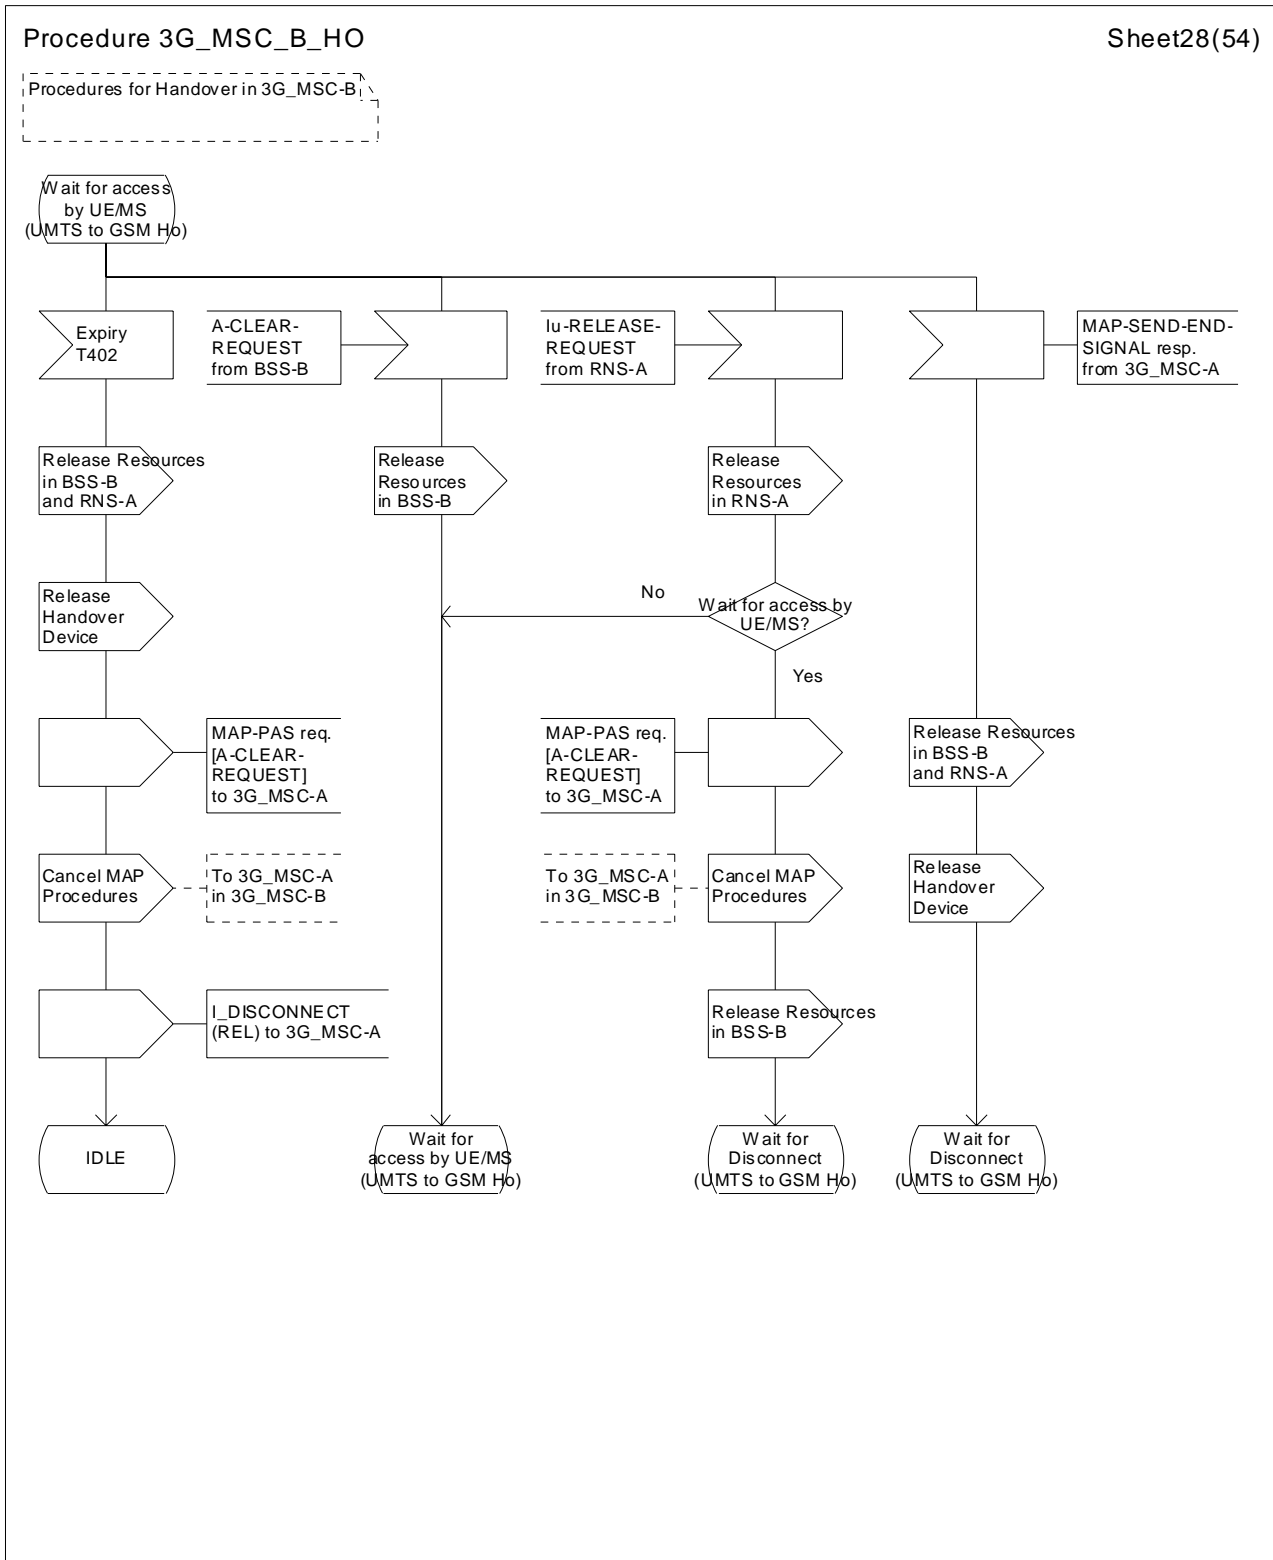 Procedure 3G_MSC_B_HO
Sheet28(54)
Procedures for Handover in 3G_MSC-B
Wait for access
by UE/MS
(UMTS to GSM Ho)
Expiry
T402
A-CLEAR-
REQUEST
from BSS-B
Iu-RELEASE-
REQUEST
from RNS-A
MAP-SEND-END-
SIGNAL resp.
from 3G_MSC-A
Release Resources
in BSS-B
and RNS-A
Release
Resources
in BSS-B
Release
Resources
in RNS-A
Release
Handover
Device
No
Wait for access by
UE/MS?
Yes
MAP-PAS req.
[A-CLEAR-
REQUEST]
to 3G_MSC-A
MAP-PAS req.
[A-CLEAR-
REQUEST]
to 3G_MSC-A
Release Resources
in BSS-B
and RNS-A
Cancel MAP
Procedures
To 3G_MSC-A
in 3G_MSC-B
To 3G_MSC-A
in 3G_MSC-B
Cancel MAP
Procedures
Release
Handover
Device
I_DISCONNECT
(REL) to 3G_MSC-A
Release Resources
in BSS-B
IDLE
Wait for
access by UE/MS
(UMTS to GSM Ho)
Wait for
Disconnect
(UMTS to GSM Ho)
Wait for
Disconnect
(UMTS to GSM Ho)